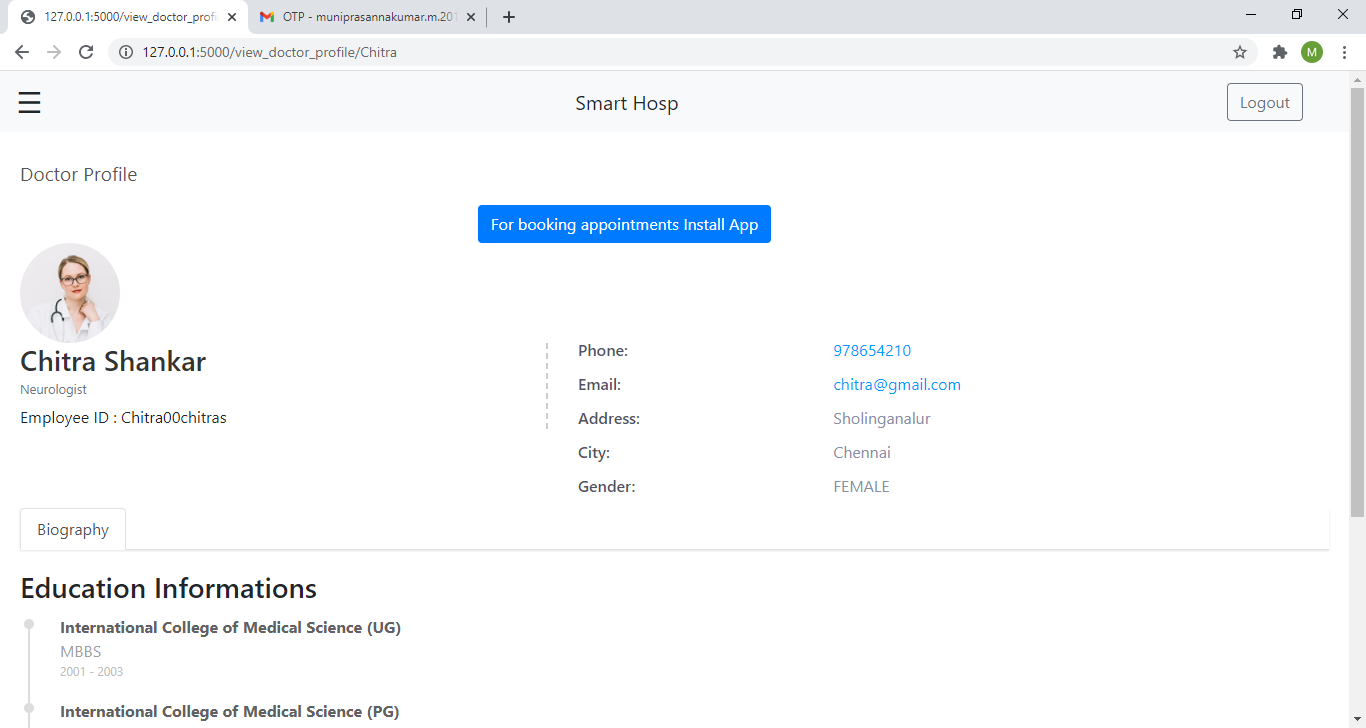 127.0.0.1:5000/view_doctor_profi
OTP - muniprasannakumar.m.201
127.0.0.1:5000/view_doctor_profile/Chitra
M
Smart Hosp
Logout
Doctor Profile
For booking appointments Install App
Chitra Shankar
Neurologist
Employee ID : Chitra00chitras
Phone: 978654210
Email: chitra@gmail.com
Address: Sholinganalur
City: Chennai
Gender: FEMALE
Biography
Education Informations
International College of Medical Science (UG)
MBBS
2001 - 2003
International College of Medical Science (PG)